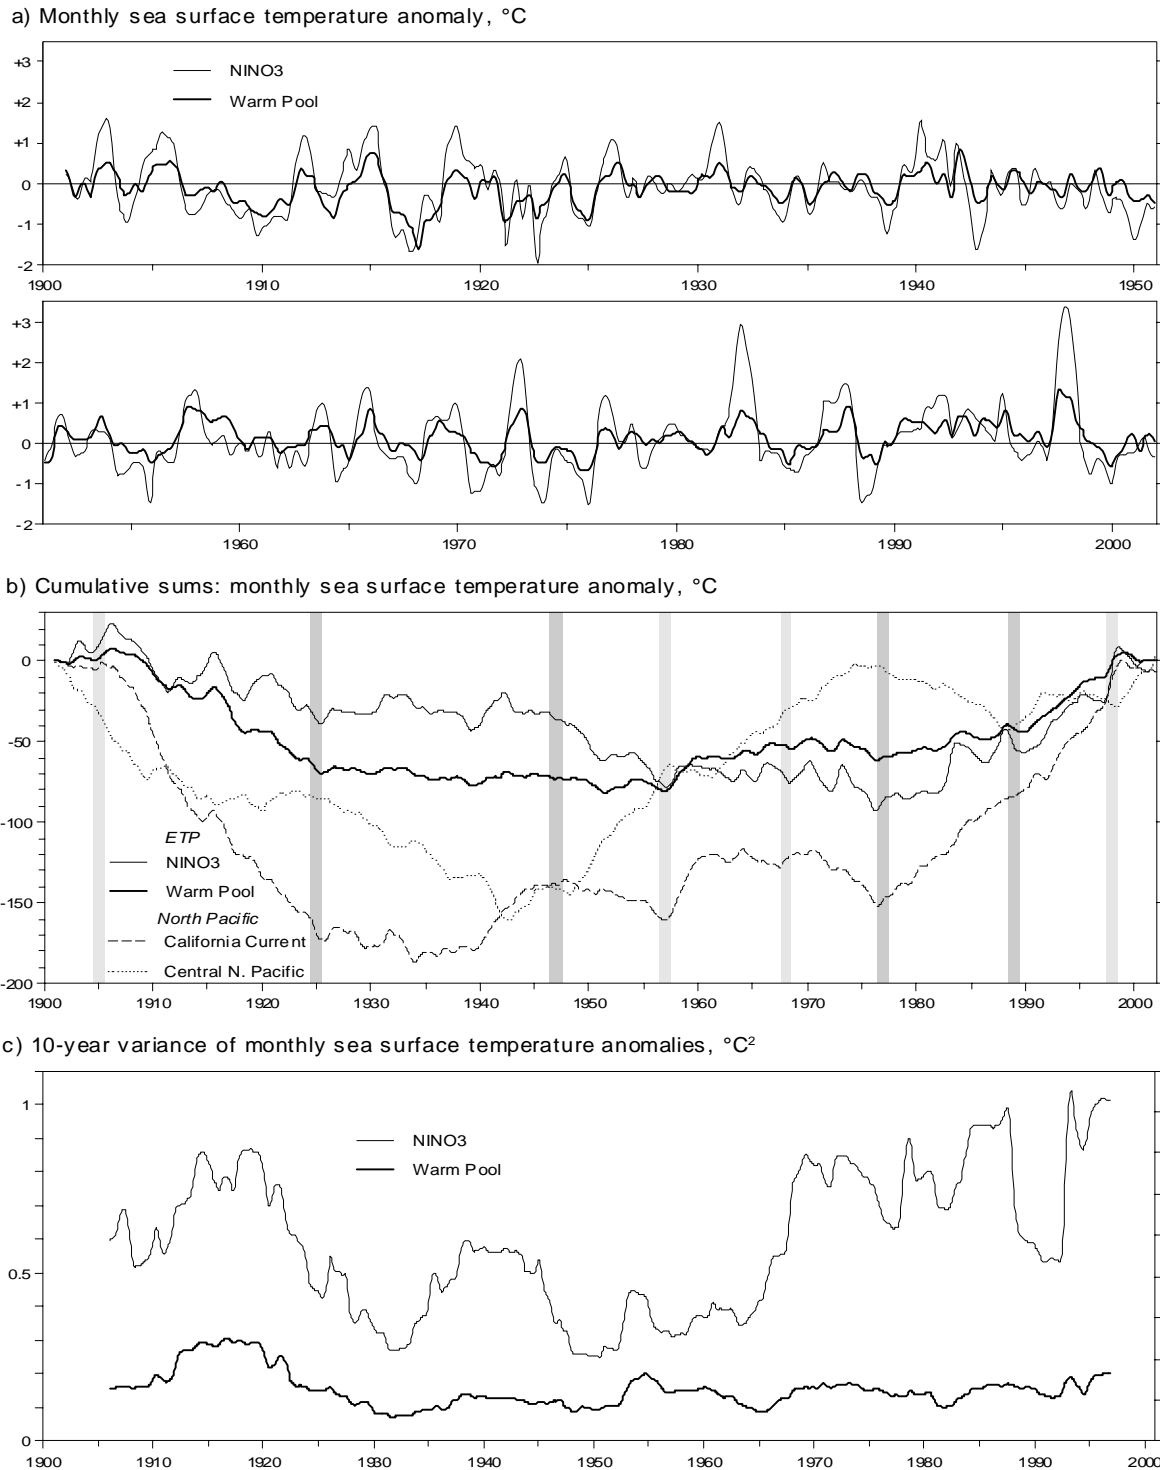 a) Monthly sea surface temperature anomaly, °C
+3
NINO3
+2
Warm Pool
+1
0
-1
-2
1900 1910 1920 1930 1940 1950
+3
+2
+1
0
-1
-2
1960 1970 1980 1990 2000
b) Cumulative sums: monthly sea surface temperature anomaly, °C
0
-50
-100
ETP
NINO3
Warm Pool
-150
North Pacific
California Current
Central N. Pacific
-200
1900 1910 1920 1930 1940 1950 1960 1970 1980 1990 2000
c) 10-year variance of monthly sea surface temperature anomalies, °C²
1
NINO3
Warm Pool
0.5
0
1900 1910 1920 1930 1940 1950 1960 1970 1980 1990 2000